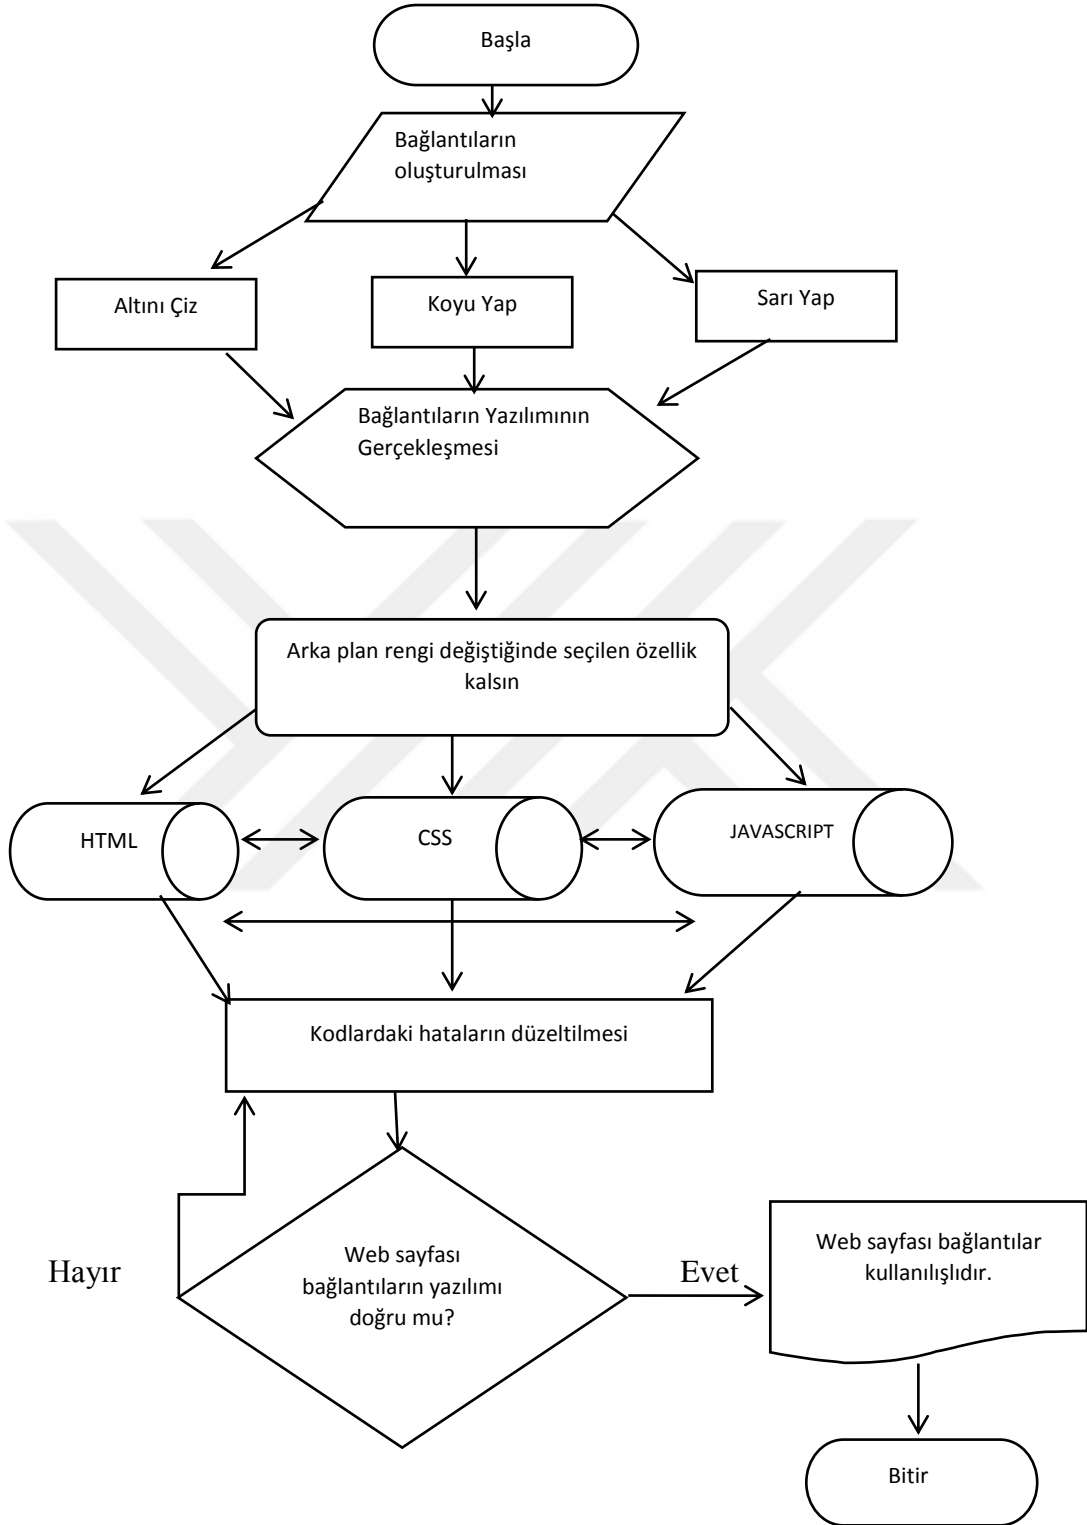 Başla
Bağlantıların
oluşturulması
Altını Çiz
Koyu Yap
Sarı Yap
Bağlantıların Yazılımının
Gerçekleşmesi
Arka plan rengi değiştiğinde seçilen özellik
kalsın
HTML
CSS
JAVASCRIPT
Kodlardaki hataların düzeltilmesi
Hayır
Web sayfası
bağlantıların yazılımı
doğru mu?
Evet
Web sayfası bağlantılar
kullanılışlıdır.
Bitir